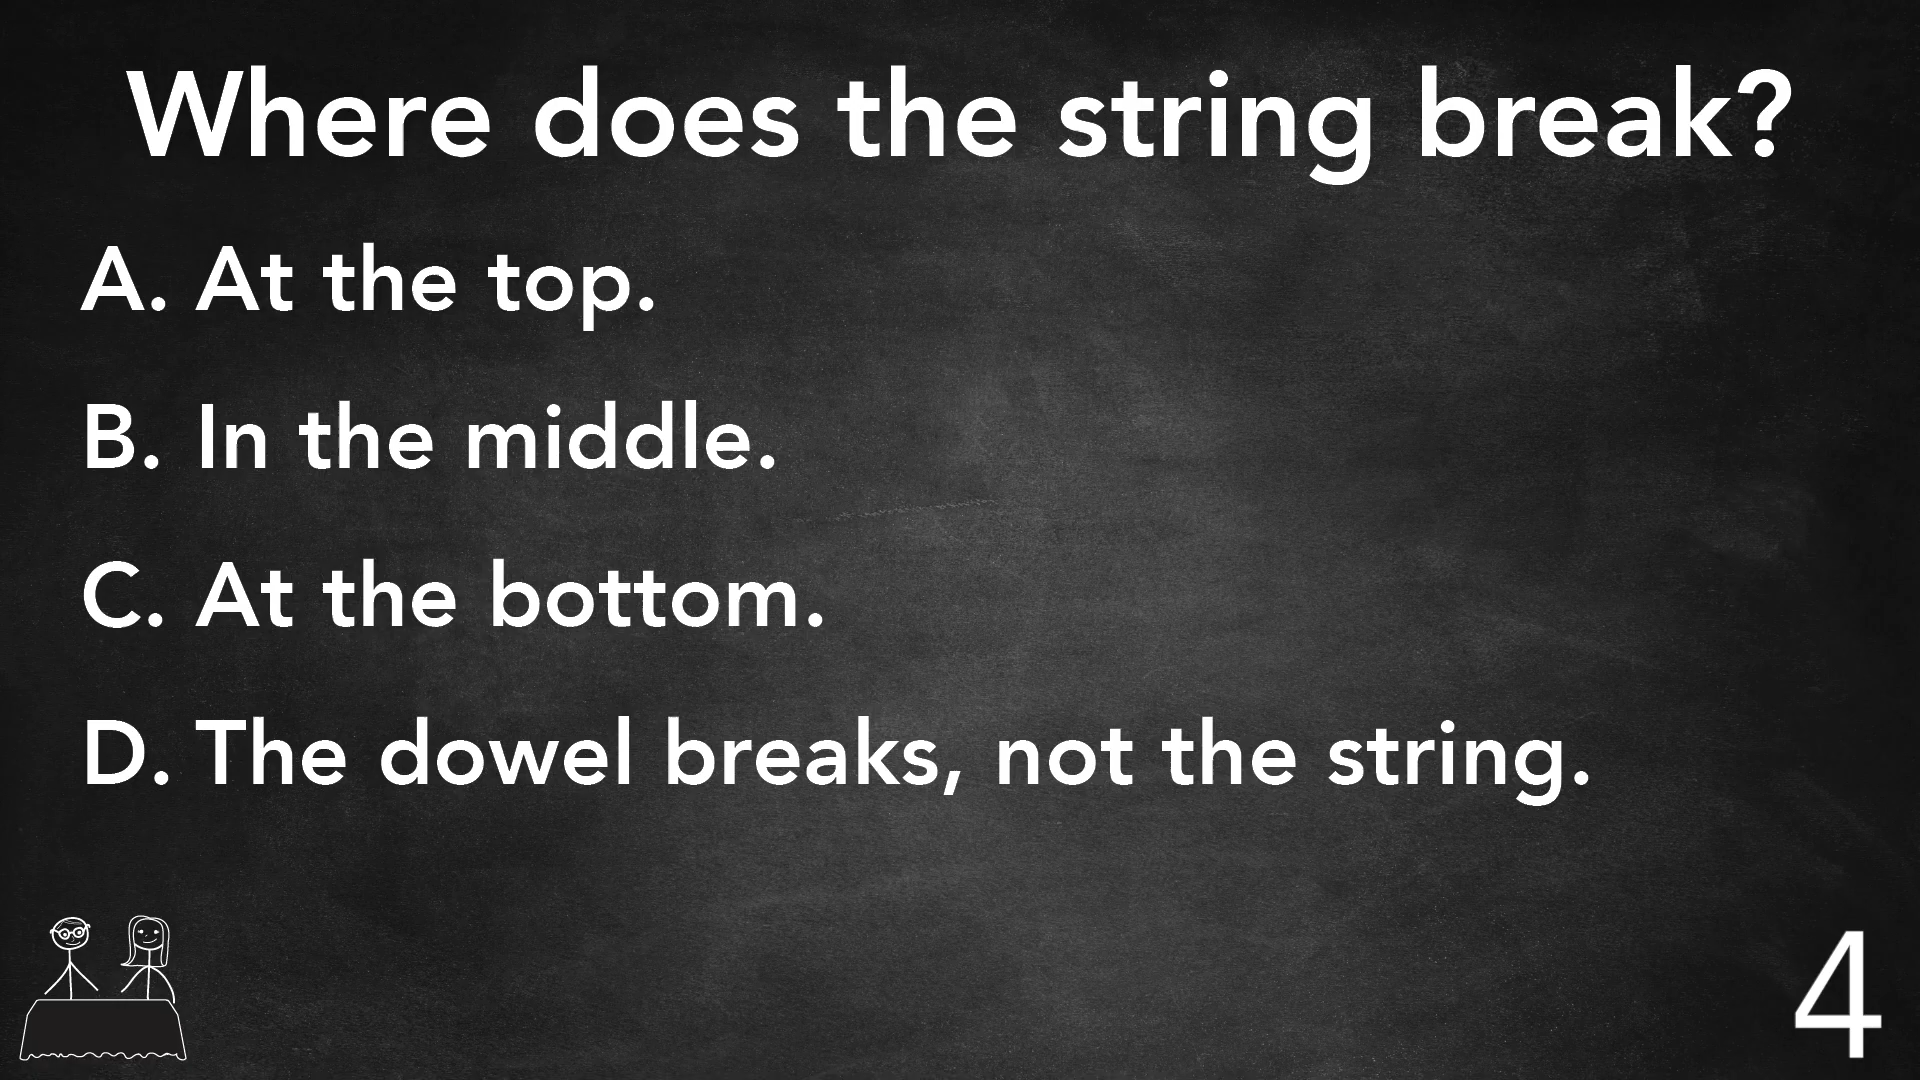 Where does the string break?
A. At the top.
B. In the middle.
C. At the bottom.
D. The dowel breaks, not the string.
4